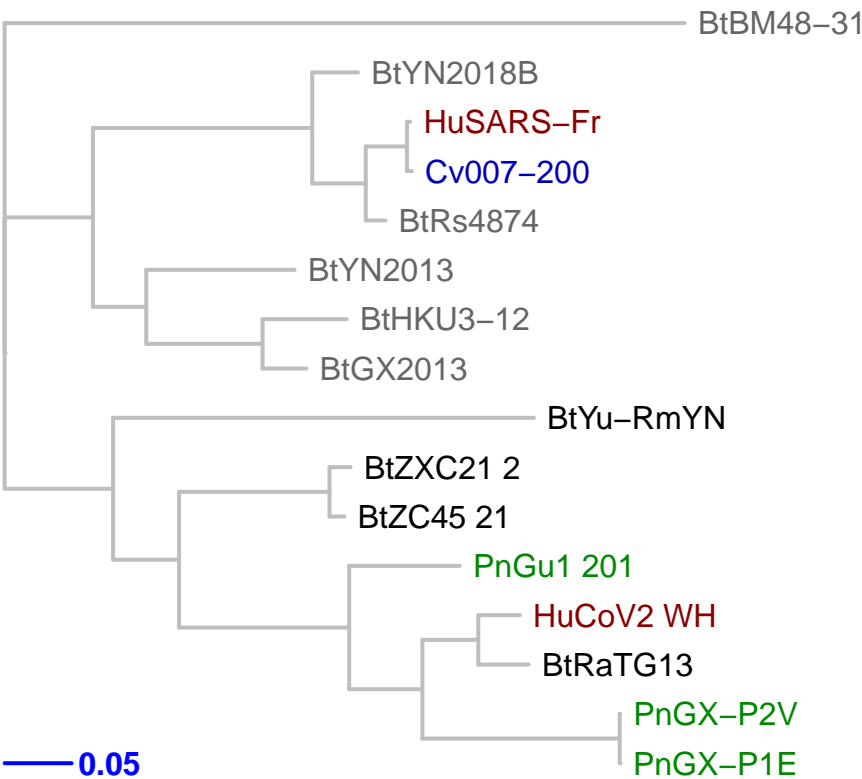 BtBM48−31
BtYN2018B
HuSARS−Fr
Cv007−200
BtRs4874
BtYN2013
BtHKU3−12
BtGX2013
BtYu−RmYN
BtZXC21 2
BtZC45 21
PnGu1 201
HuCoV2 WH
BtRaTG13
PnGX−P2V
PnGX−P1E
0.05